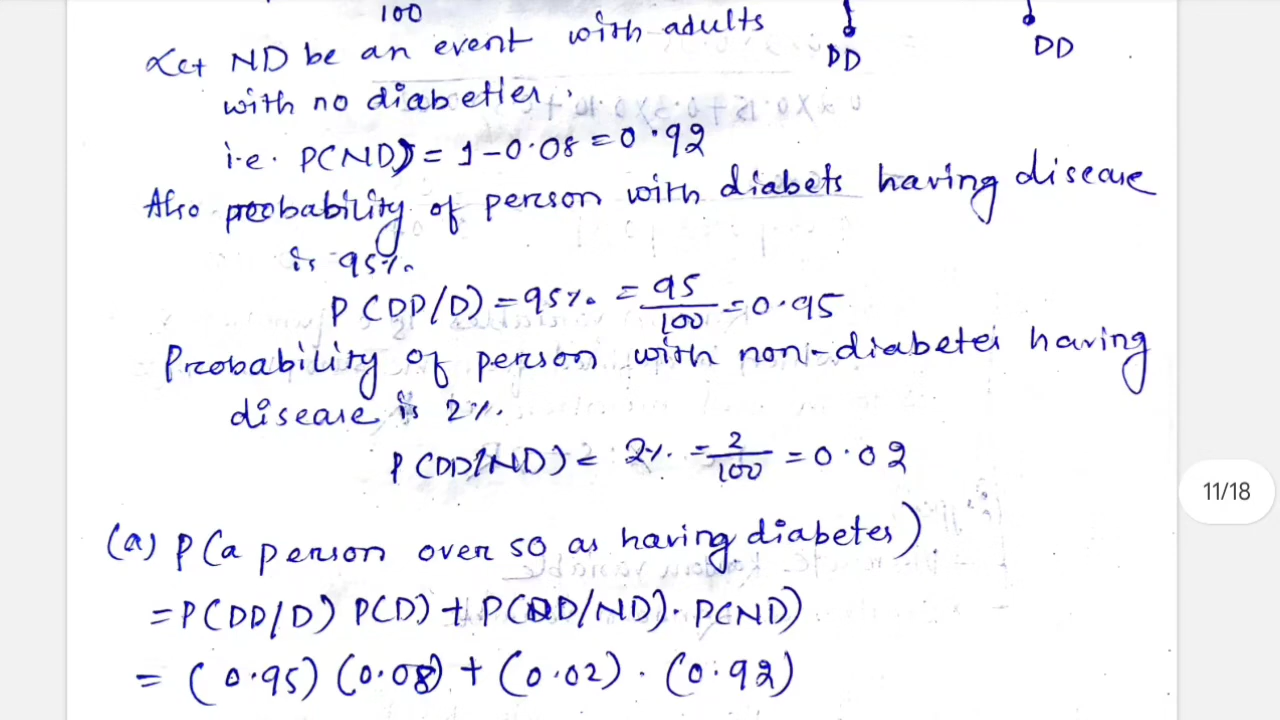 100
Let ND be an event with adults
DD
DD
with no diabetes.
i.e. P(ND) = 1-0.08 = 0.92
Also probability of person with diabets having disease
is 95%.
P(DD/D) = 95% = 95/100 = 0.95
Probability of person with non-diabetes having
disease is 2%.
P(DD/ND) = 2% = 2/100 = 0.02
11/18
(a) P(a person over 50 as having diabetes)
= P(DD/D) P(D) + P(DD/ND). P(ND)
= (0.95) (0.08) + (0.02) . (0.92)